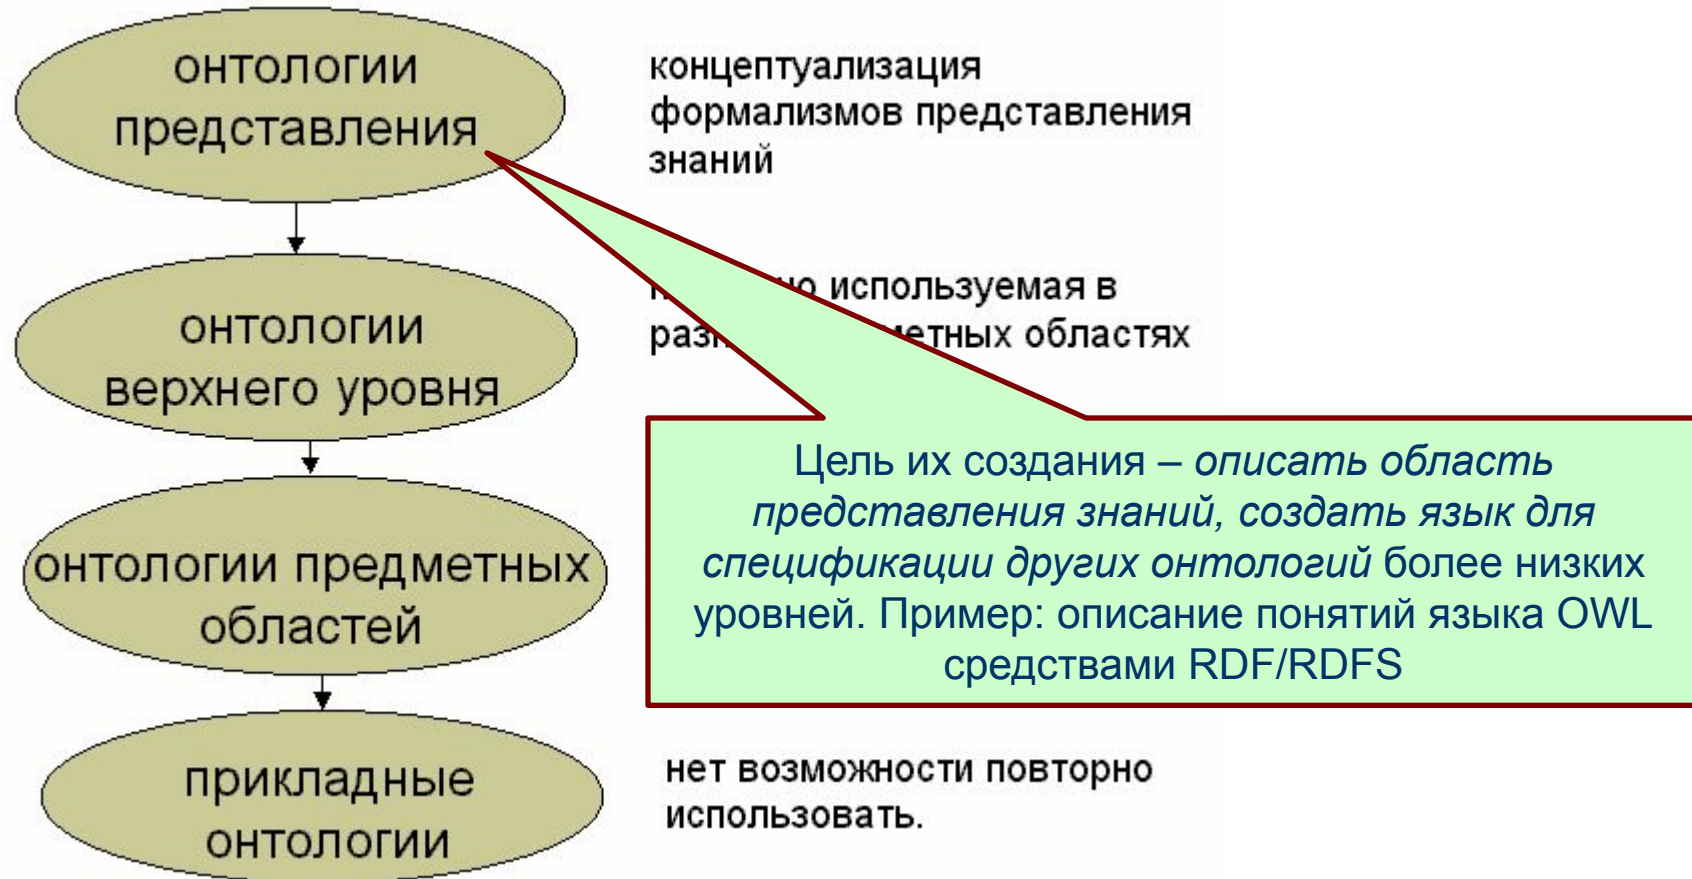 онтологии
представления
концептуализация
формализмов представления
знаний
онтологии
верхнего уровня
используемая в
областях
Цель их создания – описать область
представления знаний, создать язык для
спецификации других онтологий более низких
уровней. Пример: описание понятий языка OWL
средствами RDF/RDFS
онтологии предметных
областей
прикладные
онтологии
нет возможности повторно
использовать.